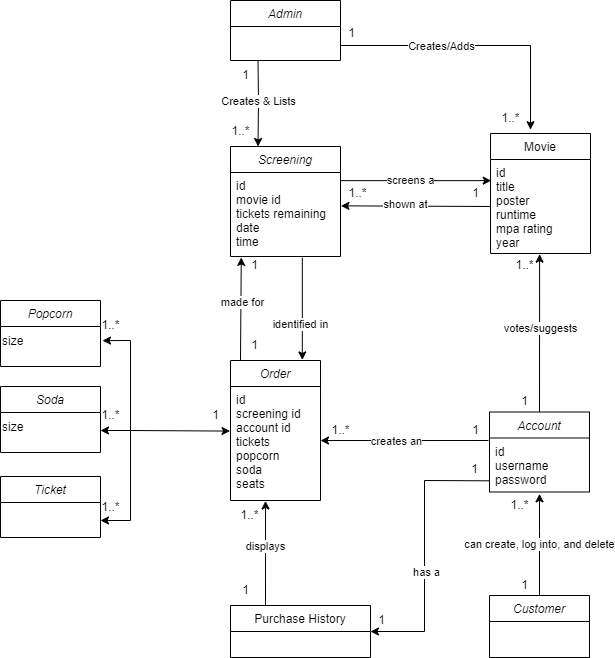 Admin
1
Creates/Adds
1
Creates & Lists
1..*
1..*
Screening
id
movie id
tickets remaining
date
time
Movie
id
title
poster
runtime
mpa rating
year
screens a
1..*
1
shown at
1
1..*
made for
identified in
votes/suggests
1
1
Popcorn
size
1..*
Soda
size
1..*
Ticket
1..*
1
Order
id
screening id
account id
tickets
popcorn
soda
seats
1..*
1
creates an
Account
id
username
password
1
1..*
1..*
displays
can create, log into, and delete
has a
1
1
Purchase History
1
Customer